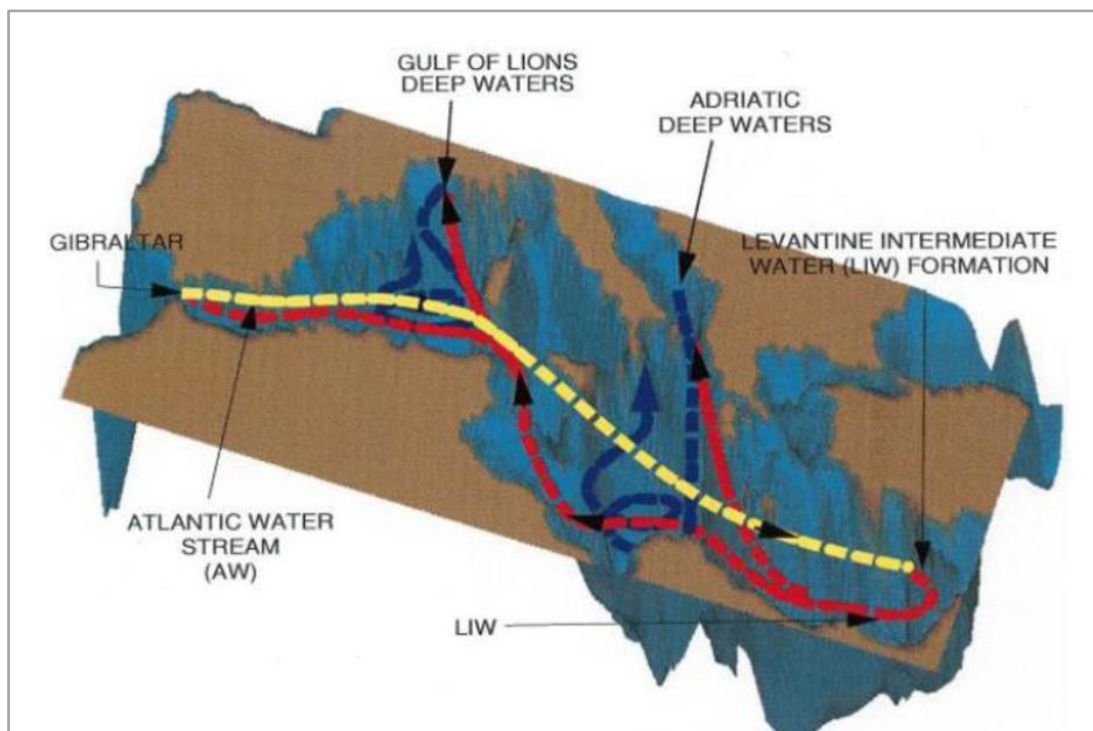 GULF OF LIONS
DEEP WATERS
ADRIATIC
DEEP WATERS
GIBRALTAR
LEVANTINE INTERMEDIATE
WATER (LIW) FORMATION
ATLANTIC WATER
STREAM
(AW)
LIW